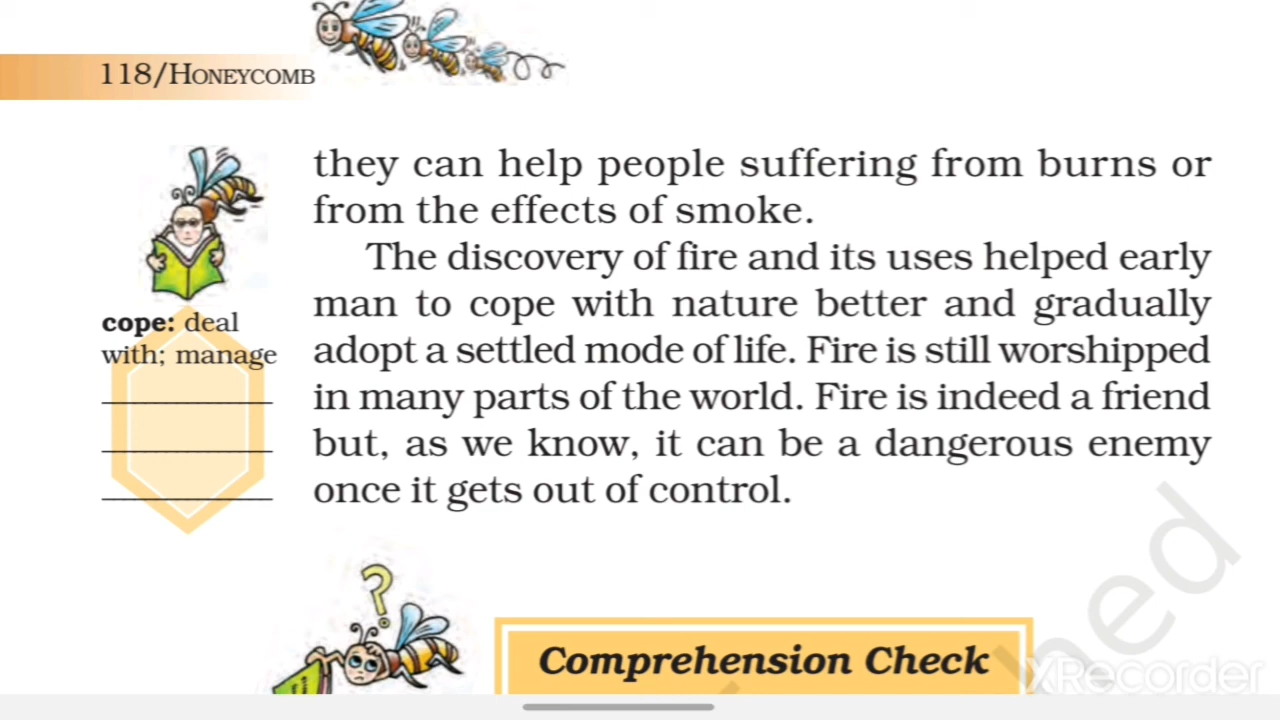 118/HONEYCOMB
they can help people suffering from burns or
from the effects of smoke.
The discovery of fire and its uses helped early
man to cope with nature better and gradually
adopt a settled mode of life. Fire is still worshipped
in many parts of the world. Fire is indeed a friend
but, as we know, it can be a dangerous enemy
once it gets out of control.
cope: deal
with; manage
?
Comprehension Check
XRecorder